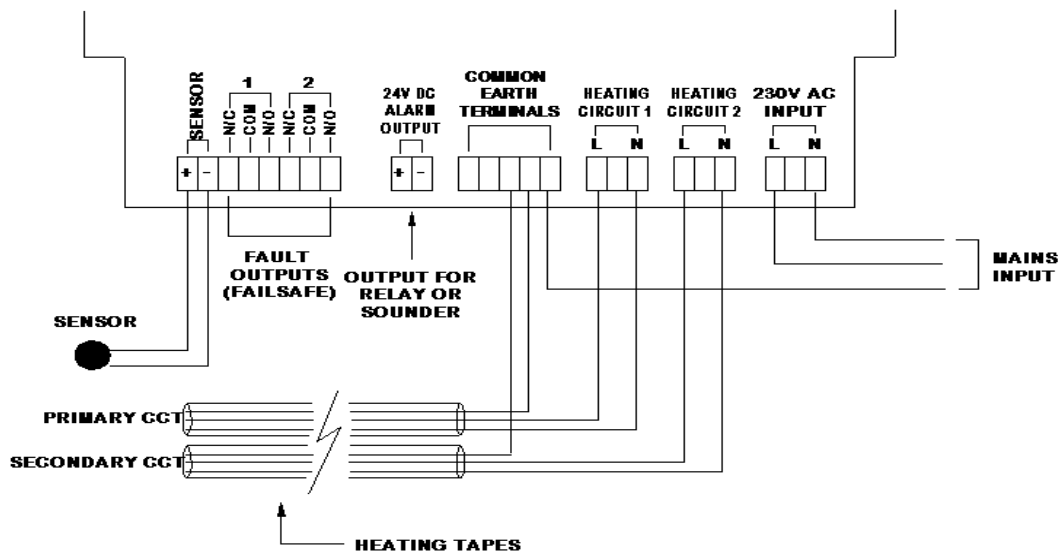 SENSOR
1
2
N/C
COM
N/O
N/C
COM
N/O
24V DC
ALARM
OUTPUT
COMMON
EARTH
TERMINALS
HEATING
CIRCUIT 1
HEATING
CIRCUIT 2
230V AC
INPUT
L
N
L
N
L
N
+
-
+
-
FAULT
OUTPUTS
(FAILSAFE)
OUTPUT FOR
RELAY OR
SOUNDER
MAINS
INPUT
SENSOR
PRIMARY CCT
SECONDARY CCT
HEATING TAPES